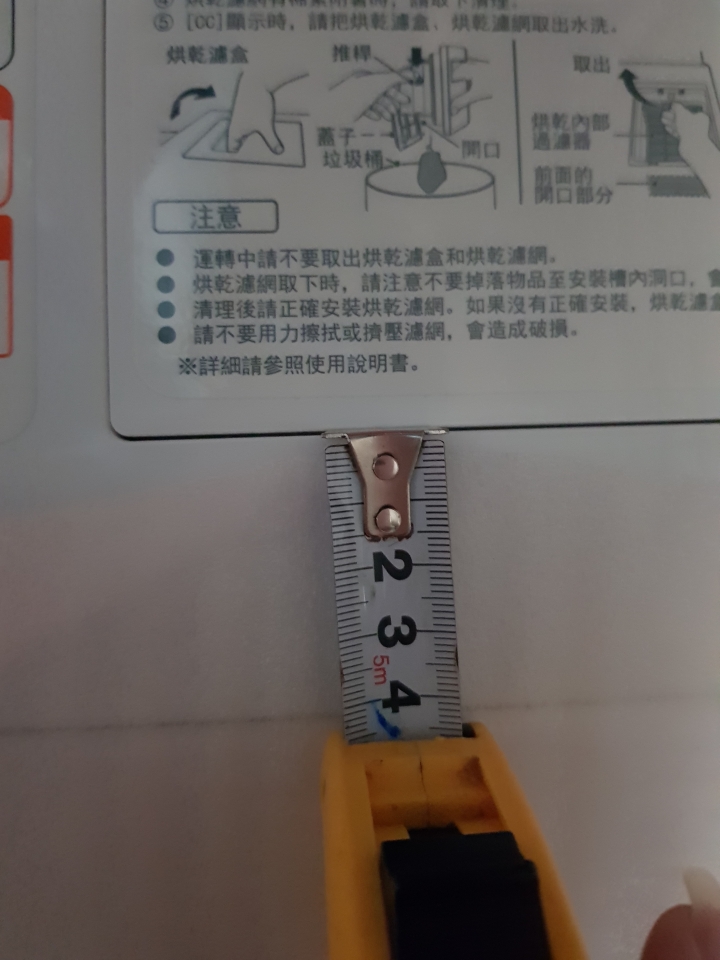 ⑤ [CC]顯示時，請把烘乾濾盒、烘乾濾網取出水洗。
烘乾濾盒
推桿
取出
蓋子
垃圾桶
開口
烘乾內部
過濾器
前面的
開口部分
注意
● 運轉中請不要取出烘乾濾盒和烘乾濾網。
● 烘乾濾網取下時，請注意不要掉落物品至安裝槽內洞口，會
● 清理後請正確安裝烘乾濾網。如果沒有正確安裝，烘乾濾盒
● 請不要用力擦拭或擠壓濾網，會造成破損。
※詳細請參照使用說明書。
2
3
5m
4